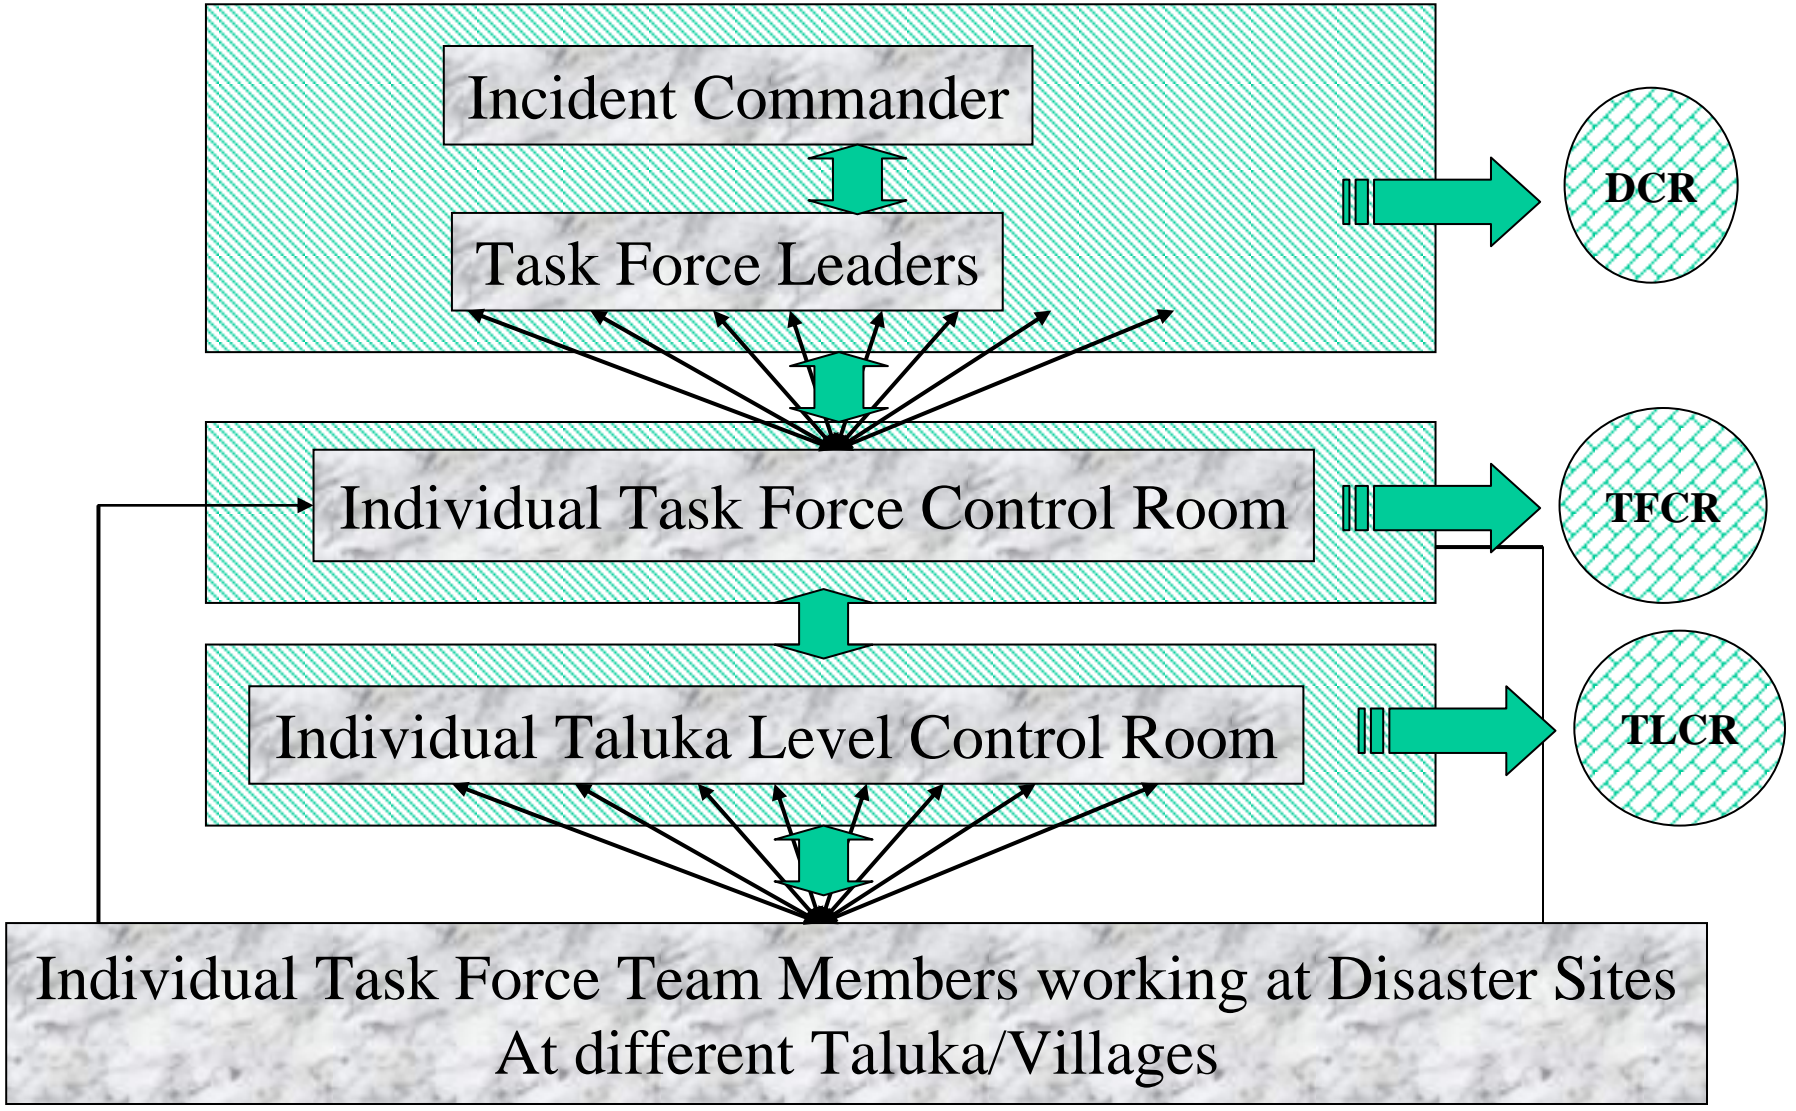 Incident Commander
DCR
Task Force Leaders
Individual Task Force Control Room
TFCR
Individual Taluka Level Control Room
TLCR
Individual Task Force Team Members working at Disaster Sites
At different Taluka/Villages